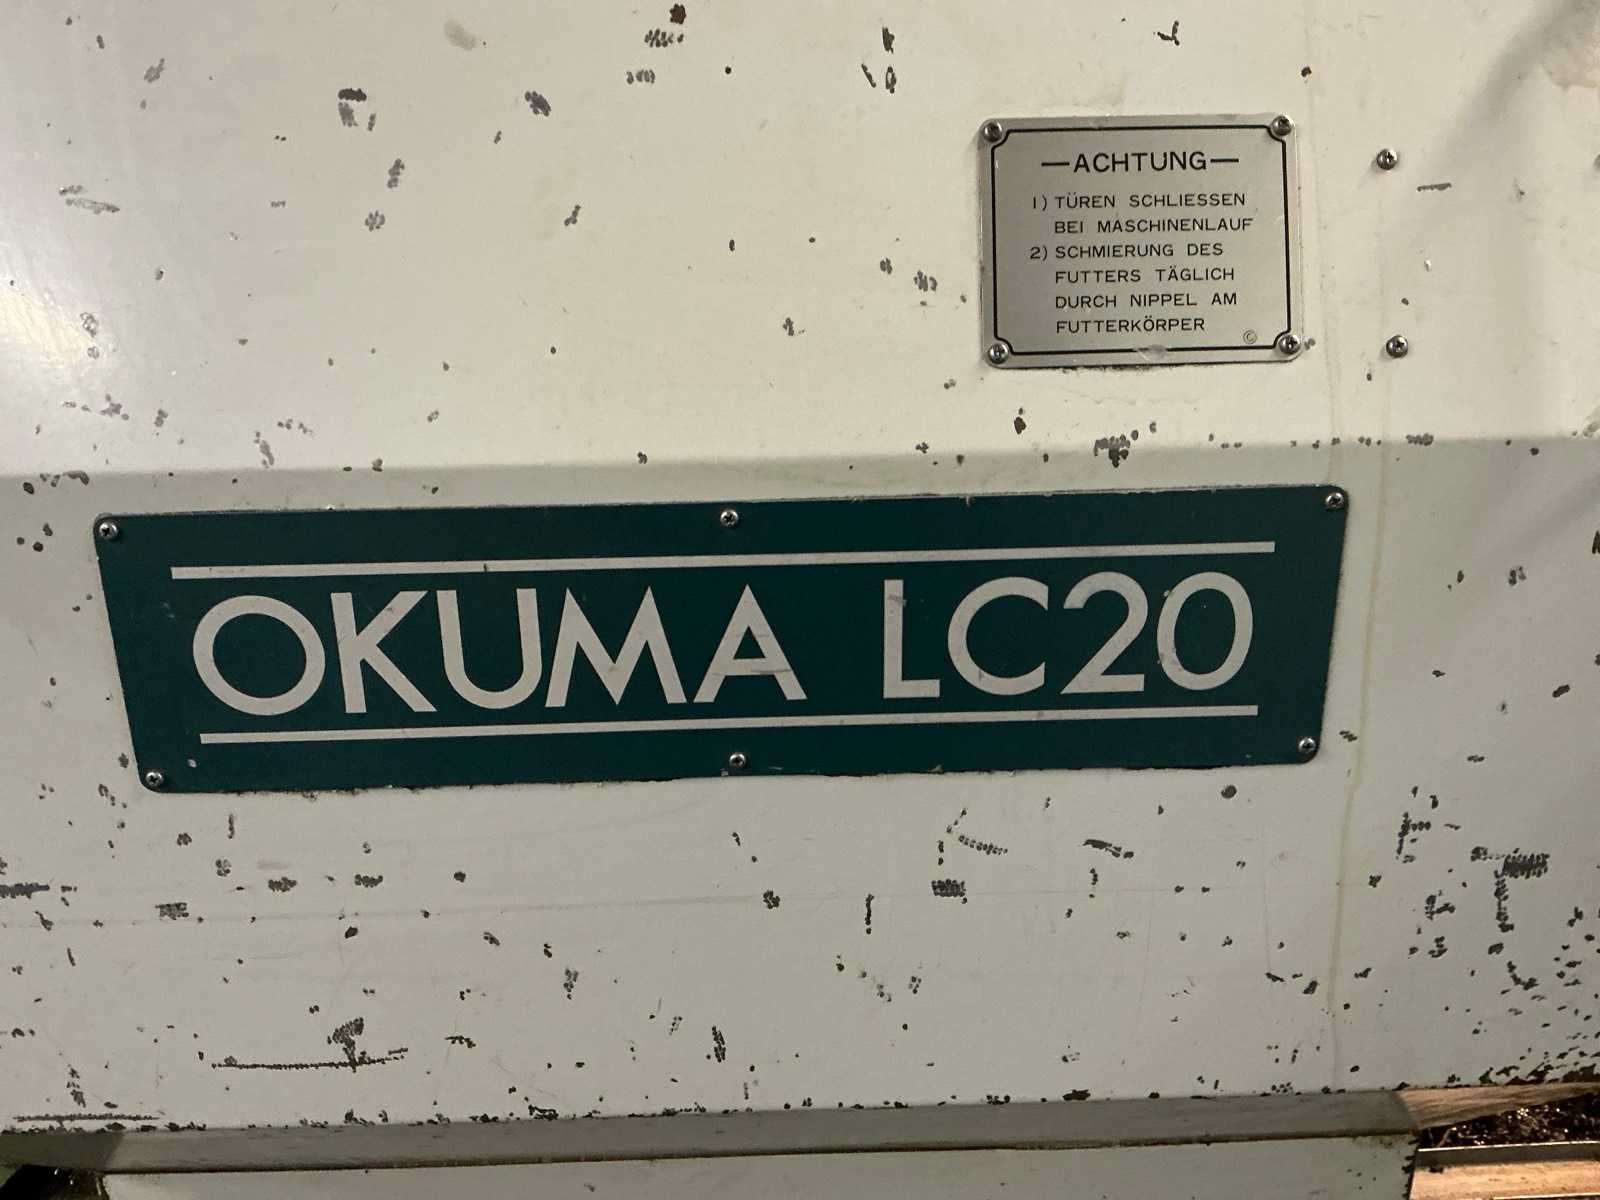 —ACHTUNG—
1) TÜREN SCHLIESSEN
BEI MASCHINENLAUF
2) SCHMIERUNG DES
FUTTERS TÄGLICH
DURCH NIPPEL AM
FUTTERKÖRPER
©
OKUMA LC20